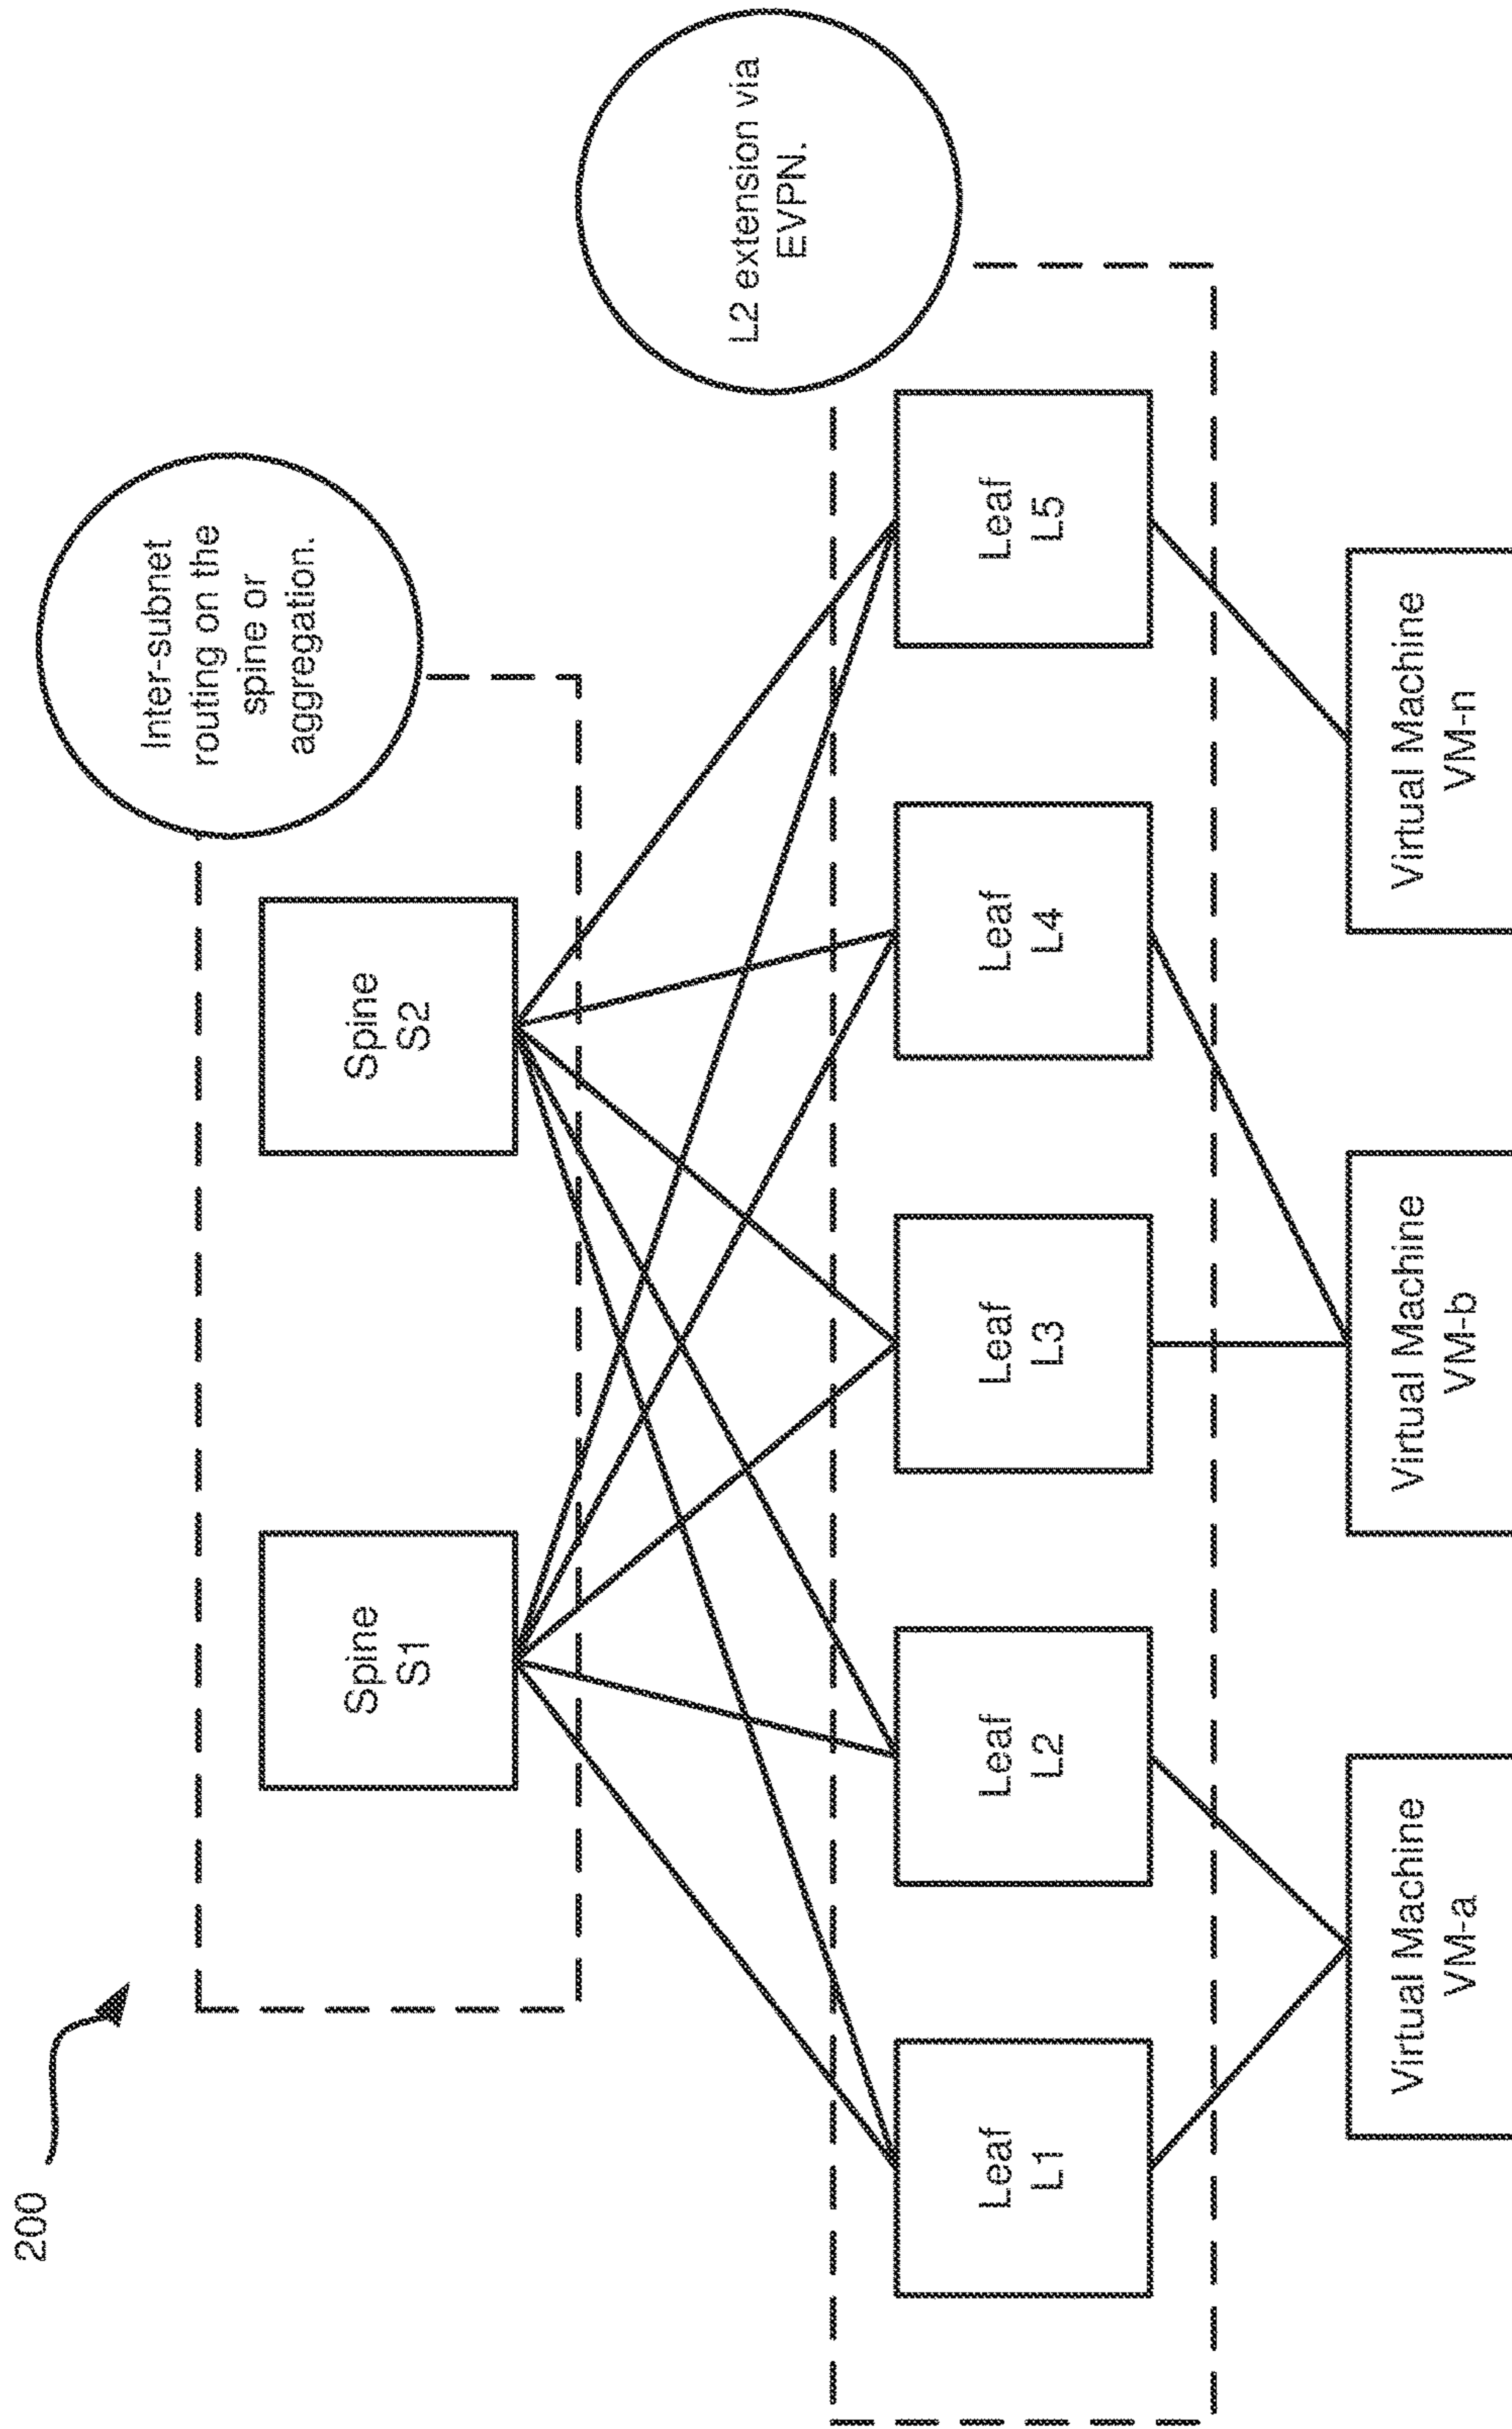 200
Inter-subnet
routing on the
spine or
aggregation.
Spine
S1
Spine
S2
L2 extension via
EVPN.
Leaf
L1
Leaf
L2
Leaf
L3
Leaf
L4
Leaf
L5
Virtual Machine
VM-a
Virtual Machine
VM-b
Virtual Machine
VM-n